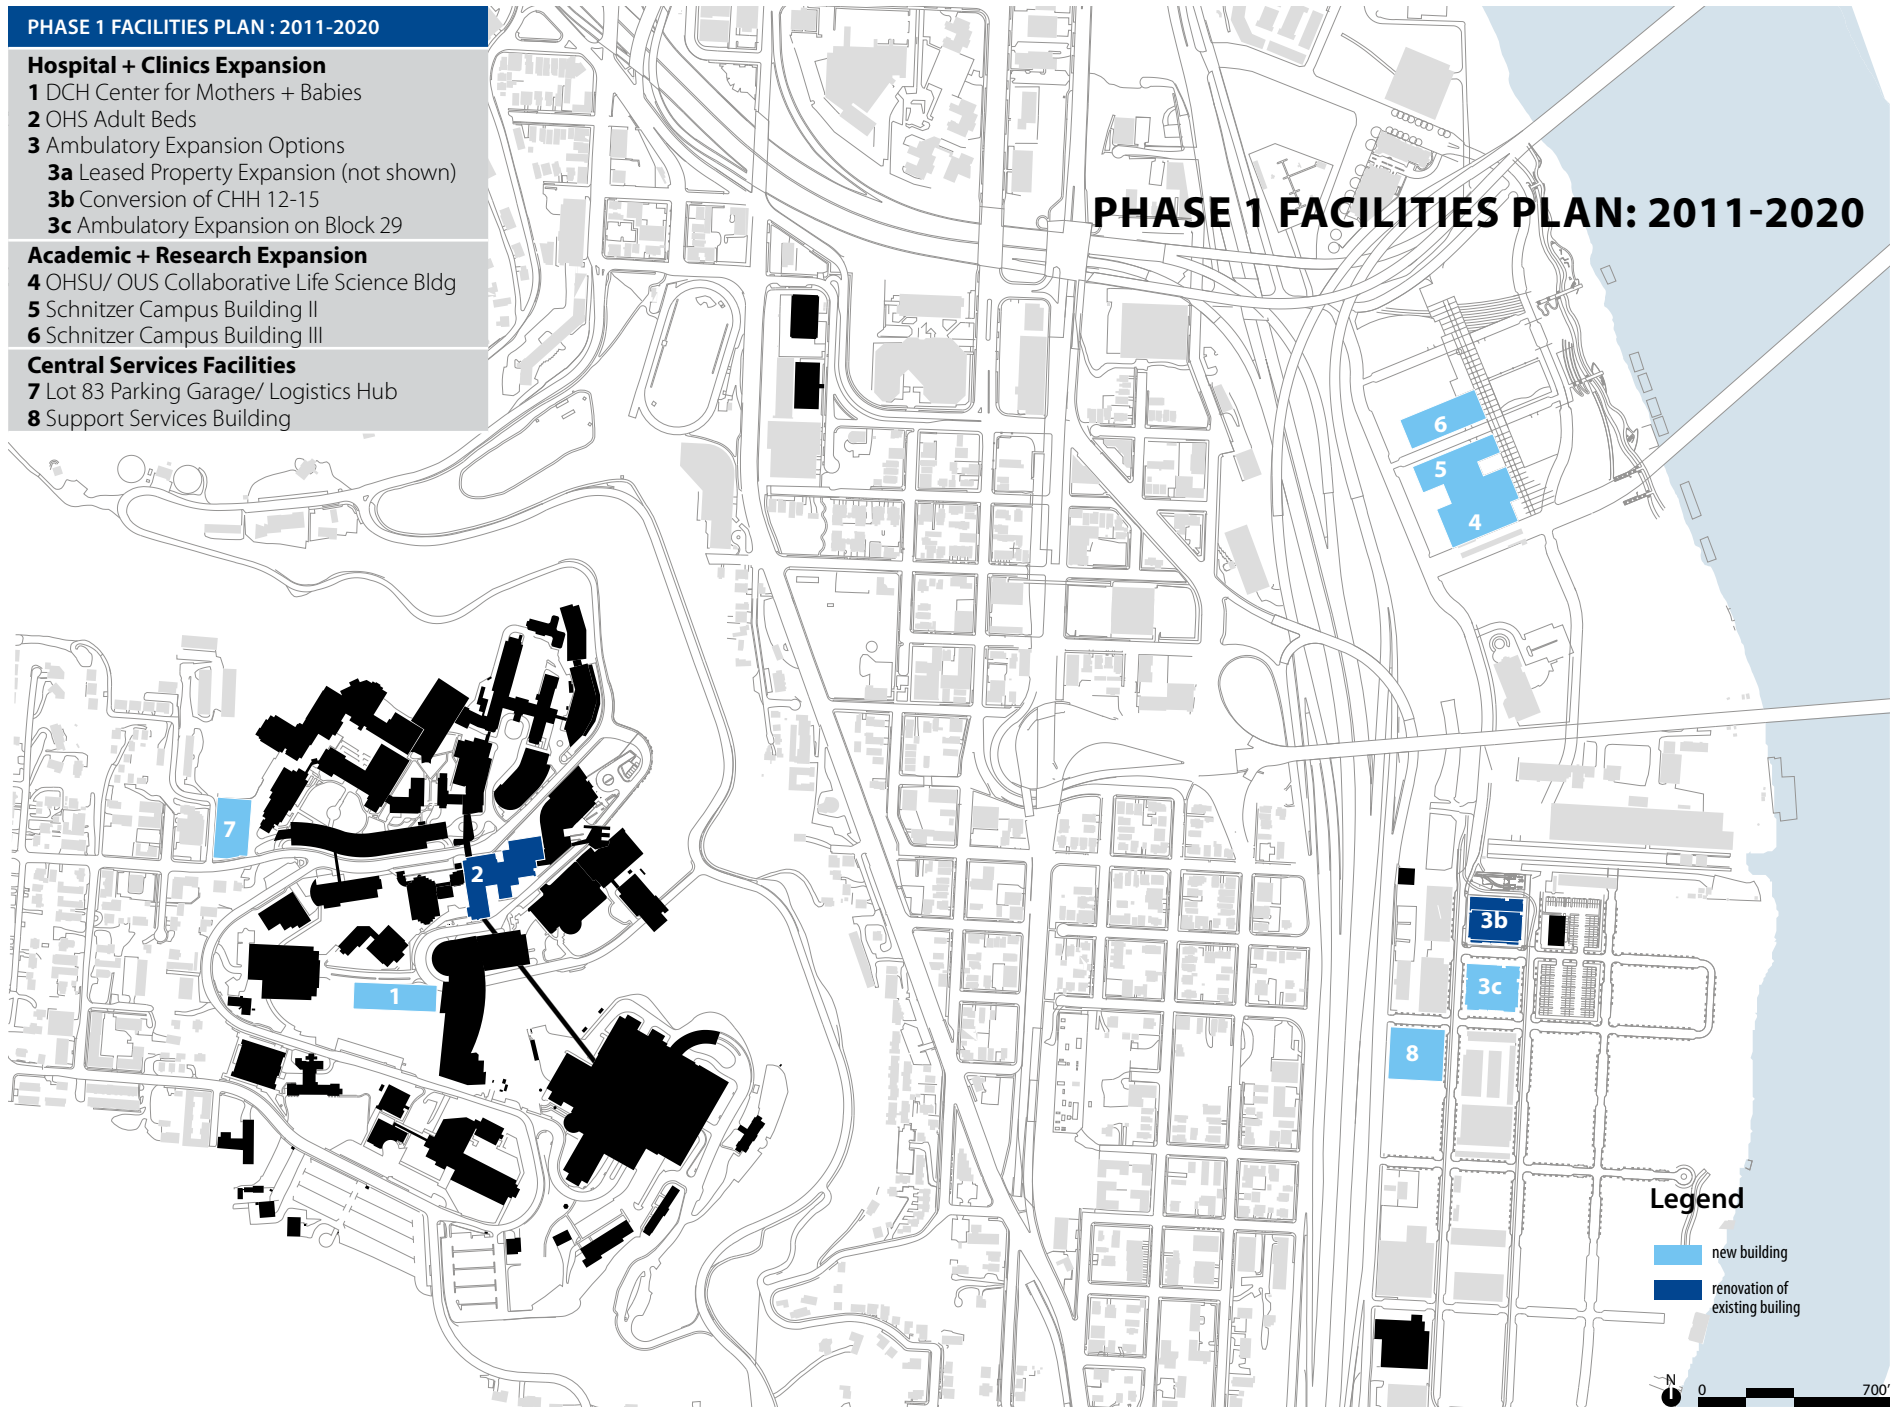 PHASE 1 FACILITIES PLAN : 2011-2020
Hospital + Clinics Expansion
1 DCH Center for Mothers + Babies
2 OHS Adult Beds
3 Ambulatory Expansion Options
3a Leased Property Expansion (not shown)
3b Conversion of CHH 12-15
3c Ambulatory Expansion on Block 29
Academic + Research Expansion
4 OHSU/ OUS Collaborative Life Science Bldg
5 Schnitzer Campus Building II
6 Schnitzer Campus Building III
Central Services Facilities
7 Lot 83 Parking Garage/ Logistics Hub
8 Support Services Building
PHASE 1 FACILITIES PLAN: 2011-2020
6
5
4
7
2
3b
1
3c
8
Legend
new building
renovation of
existing builing
N
0 700'